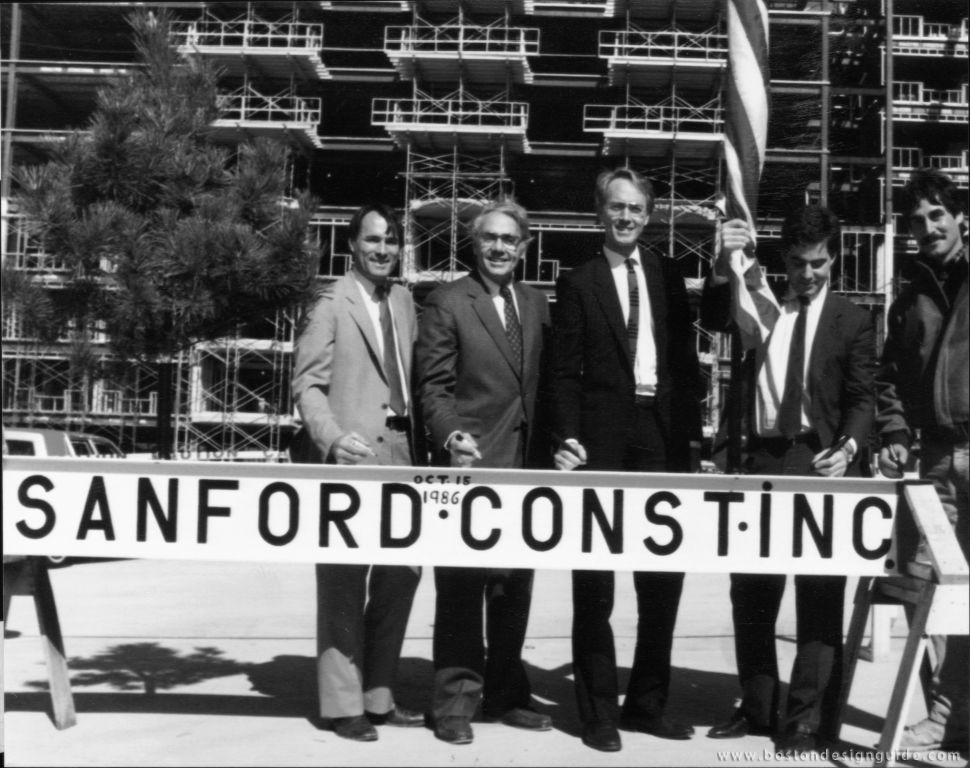 OCT. 15
1986
SANFORD·CONST·INC.
www.bostondesignguide.com